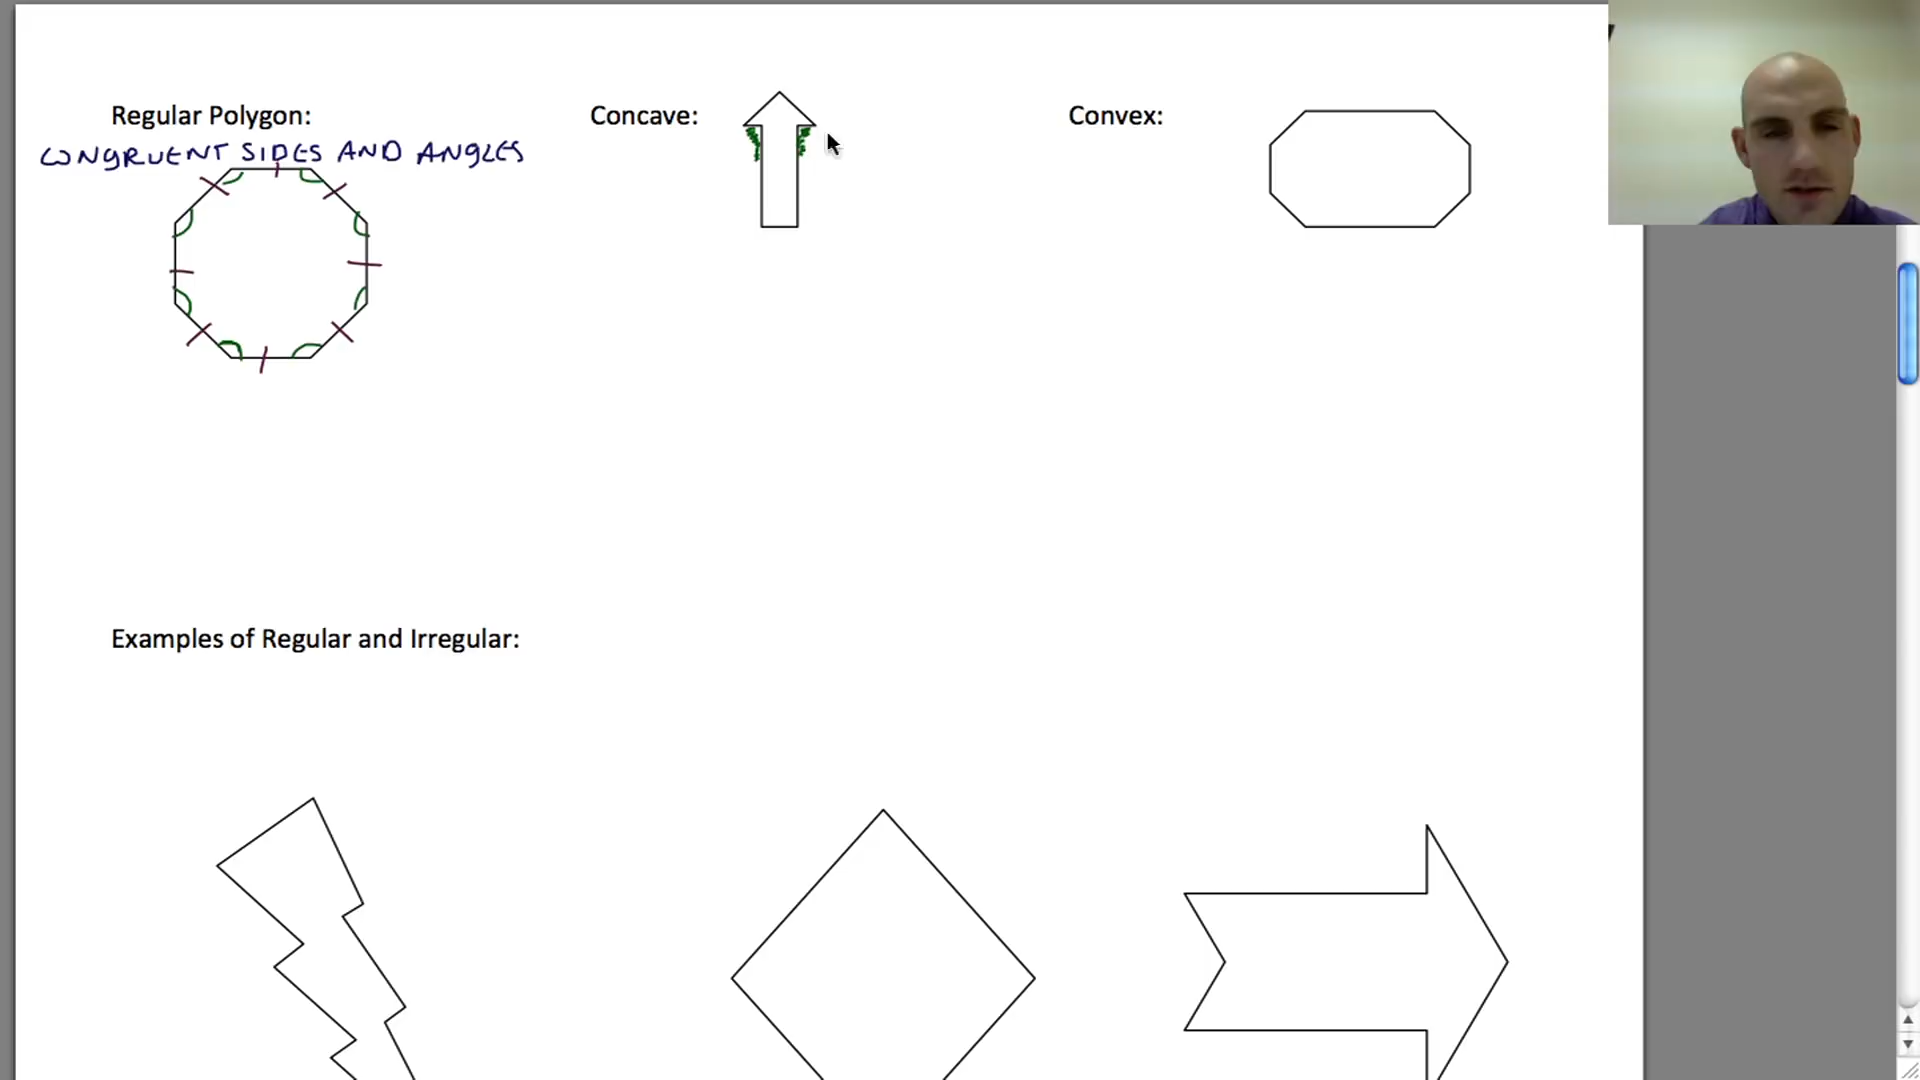 Regular Polygon:
CONGRUENT SIDES AND ANGLES
Concave:
Convex:
Examples of Regular and Irregular: